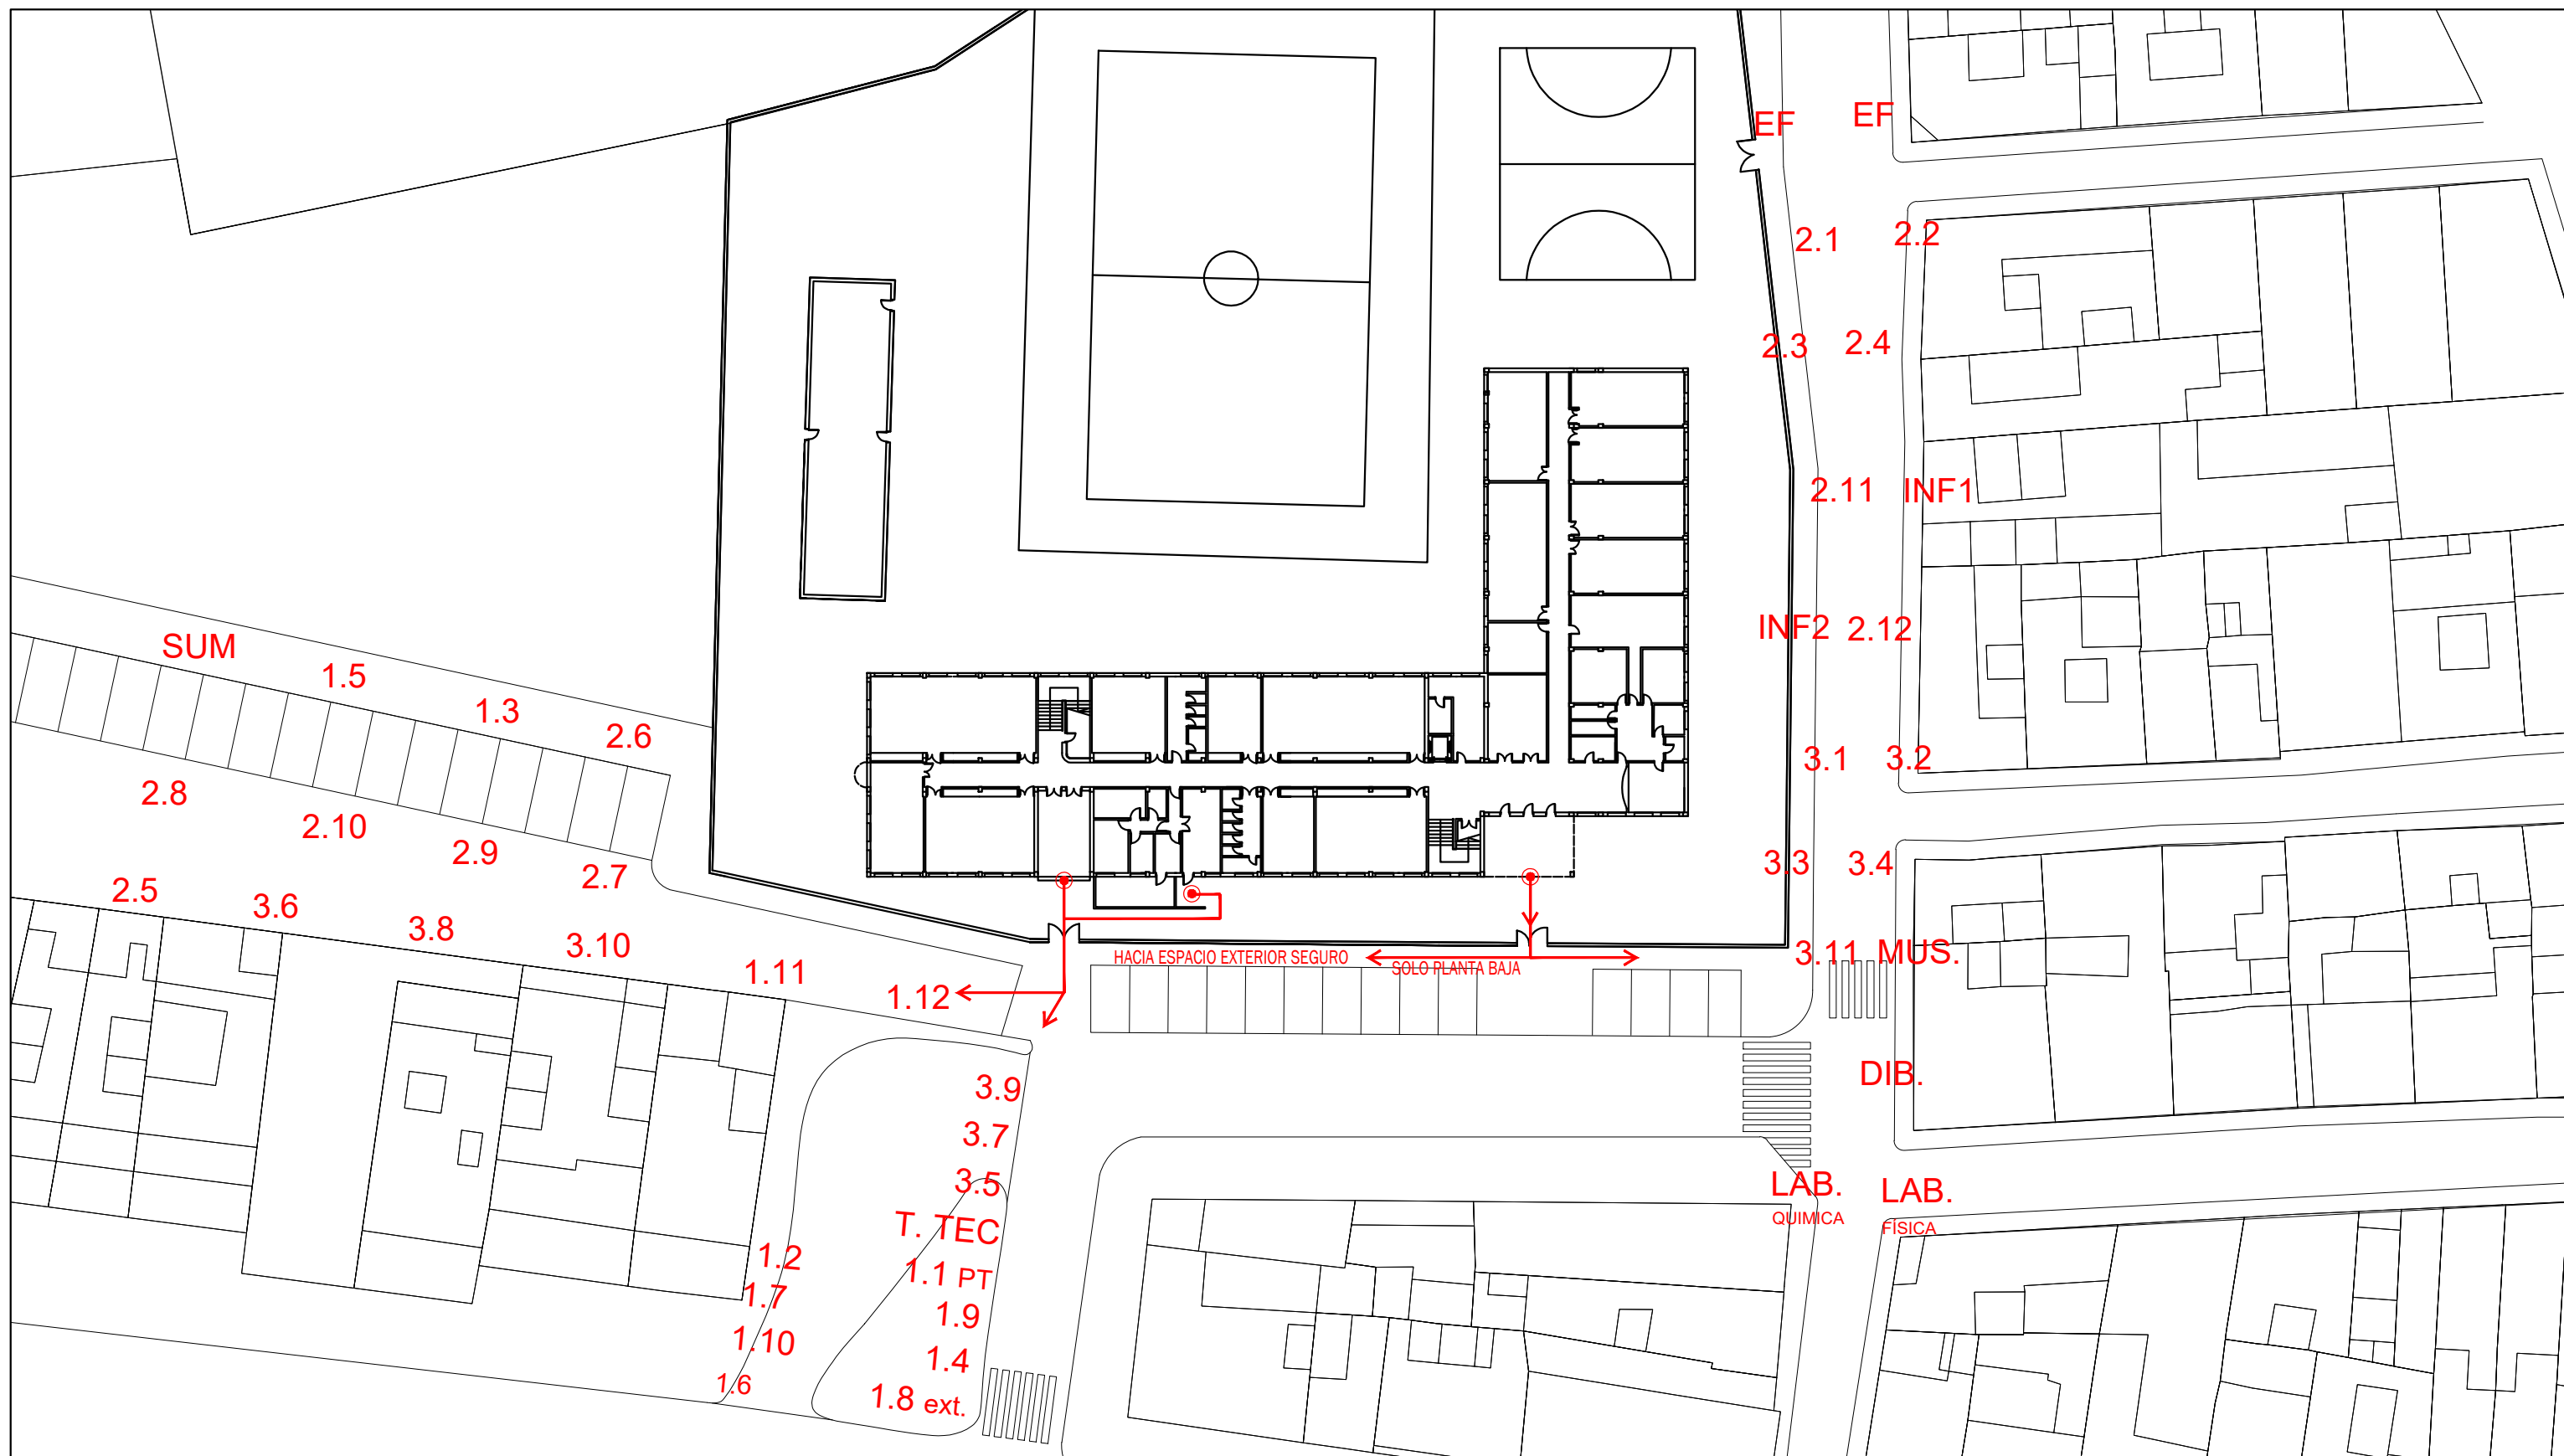 EF EF
2.1 2.2
2.3 2.4
2.11 INF1
INF2 2.12
SUM
1.5
1.3
2.6
3.1 3.2
2.8
2.10
2.9
2.7
3.3 3.4
2.5
3.6
3.8
3.10
1.11
1.12
HACIA ESPACIO EXTERIOR SEGURO
SOLO PLANTA BAJA
3.11 MUS.
DIB.
3.9
3.7
3.5
T. TEC
1.1 PT
1.9
1.4
1.8 ext.
1.2
1.7
1.10
1.6
LAB.
QUIMICA
LAB.
FÍSICA